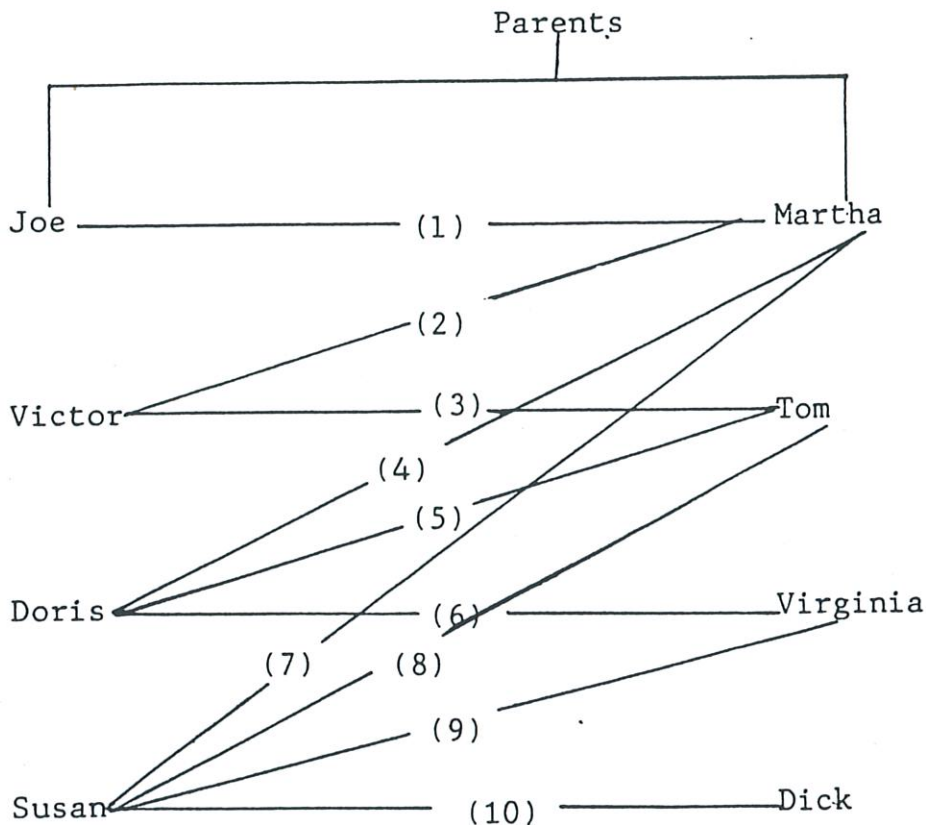 Parents
Joe (1) Martha
(2)
Victor (3) Tom
(4)
(5)
Doris (6) Virginia
(7) (8)
(9)
Susan (10) Dick